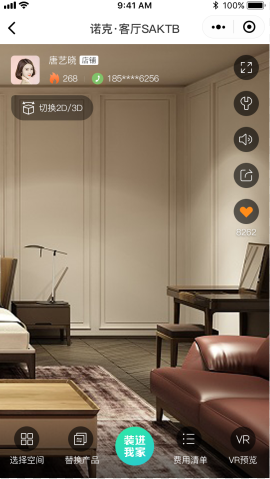 9:41 AM
100%
诺克·客厅SAKTB
唐艺晓 店铺
268
185****6256
切换2D/3D
3262
装进
我家
VR
选择空间
替换产品
费用清单
VR预览